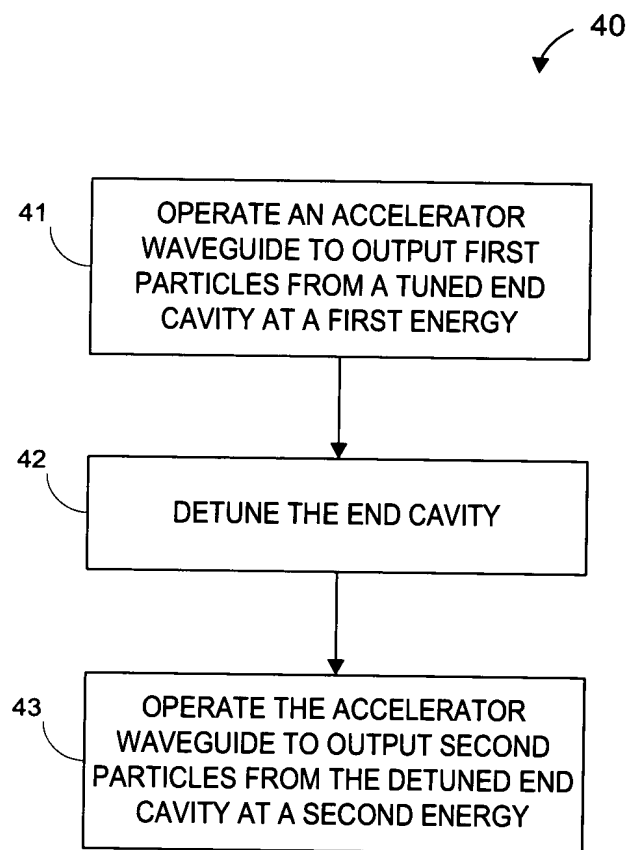 40
41
OPERATE AN ACCELERATOR
WAVEGUIDE TO OUTPUT FIRST
PARTICLES FROM A TUNED END
CAVITY AT A FIRST ENERGY
42
DETUNE THE END CAVITY
43
OPERATE THE ACCELERATOR
WAVEGUIDE TO OUTPUT SECOND
PARTICLES FROM THE DETUNED END
CAVITY AT A SECOND ENERGY